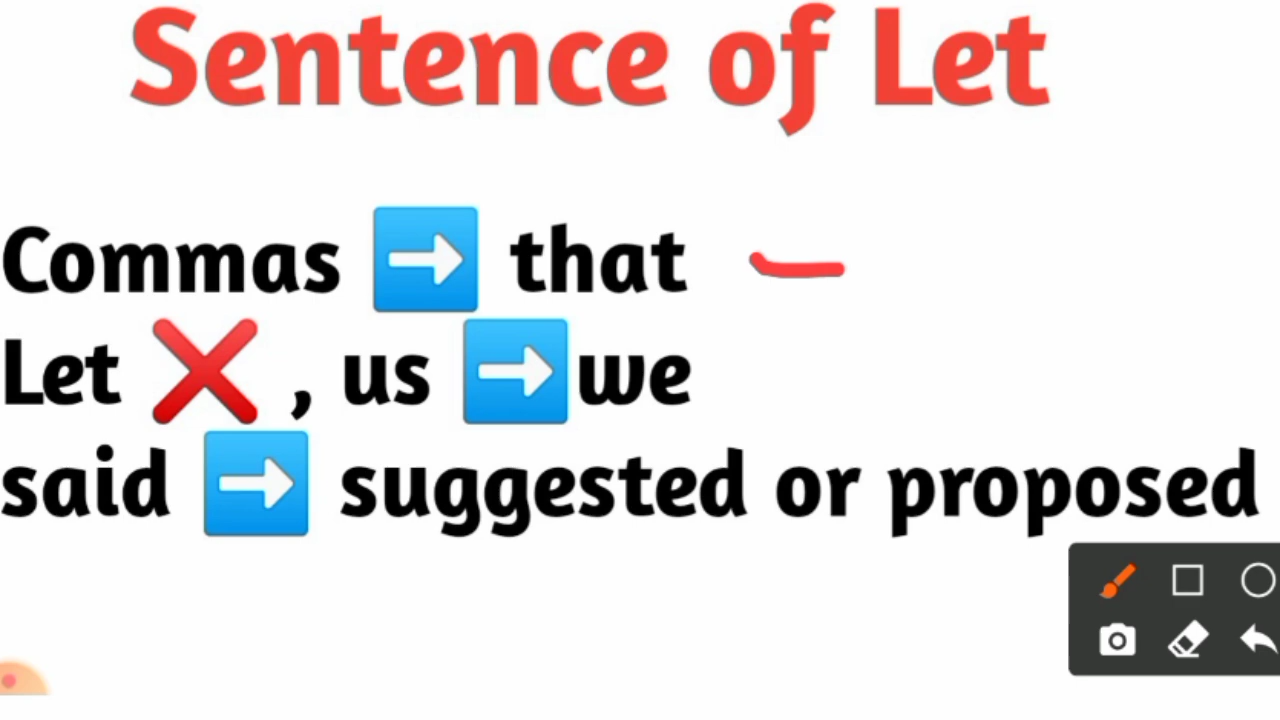 Sentence of Let
Commas ➡️ that
Let ❌ , us ➡️ we
said ➡️ suggested or proposed